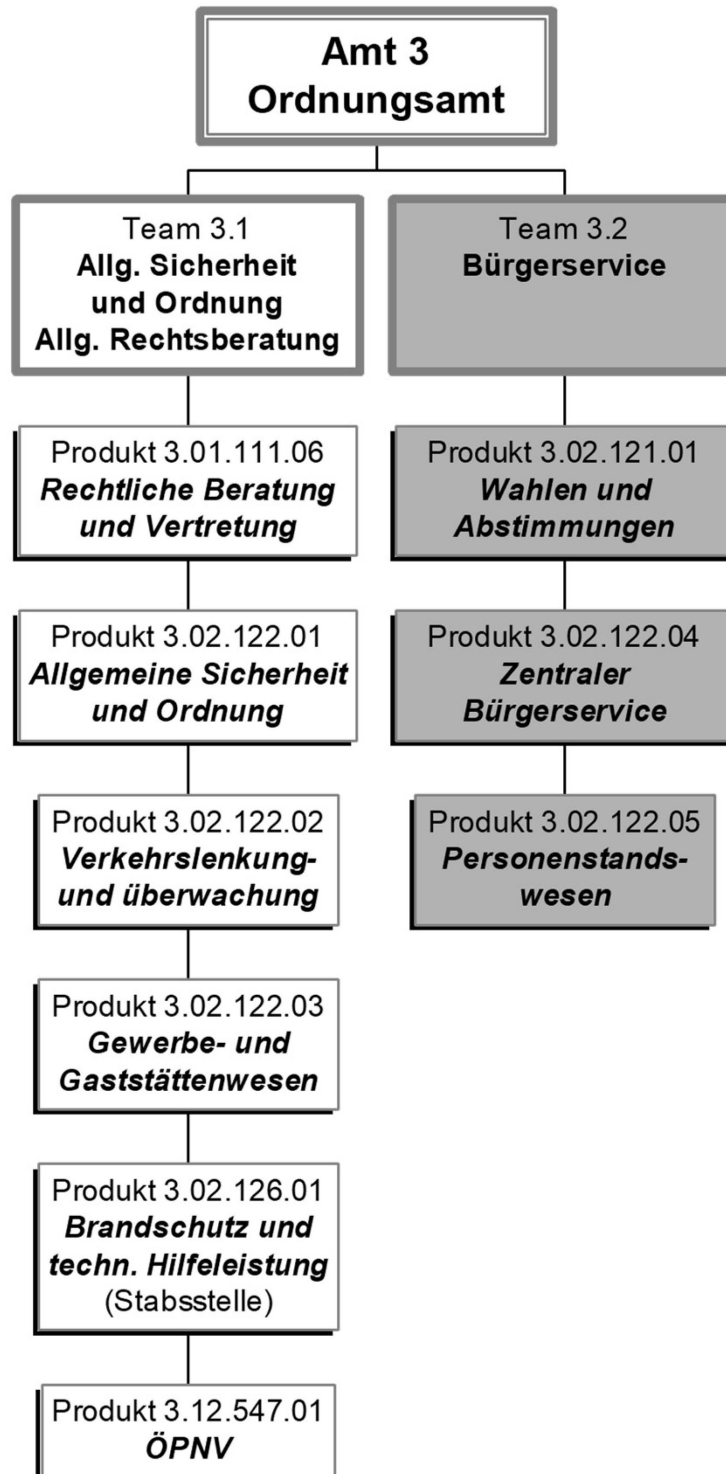 Amt 3
Ordnungsamt
Team 3.1
Allg. Sicherheit
und Ordnung
Allg. Rechtsberatung
Produkt 3.01.111.06
Rechtliche Beratung
und Vertretung
Produkt 3.02.122.01
Allgemeine Sicherheit
und Ordnung
Produkt 3.02.122.02
Verkehrslenkung-
und überwachung
Produkt 3.02.122.03
Gewerbe- und
Gaststättenwesen
Produkt 3.02.126.01
Brandschutz und
techn. Hilfeleistung
(Stabsstelle)
Produkt 3.12.547.01
ÖPNV
Team 3.2
Bürgerservice
Produkt 3.02.121.01
Wahlen und
Abstimmungen
Produkt 3.02.122.04
Zentraler
Bürgerservice
Produkt 3.02.122.05
Personenstands-
wesen